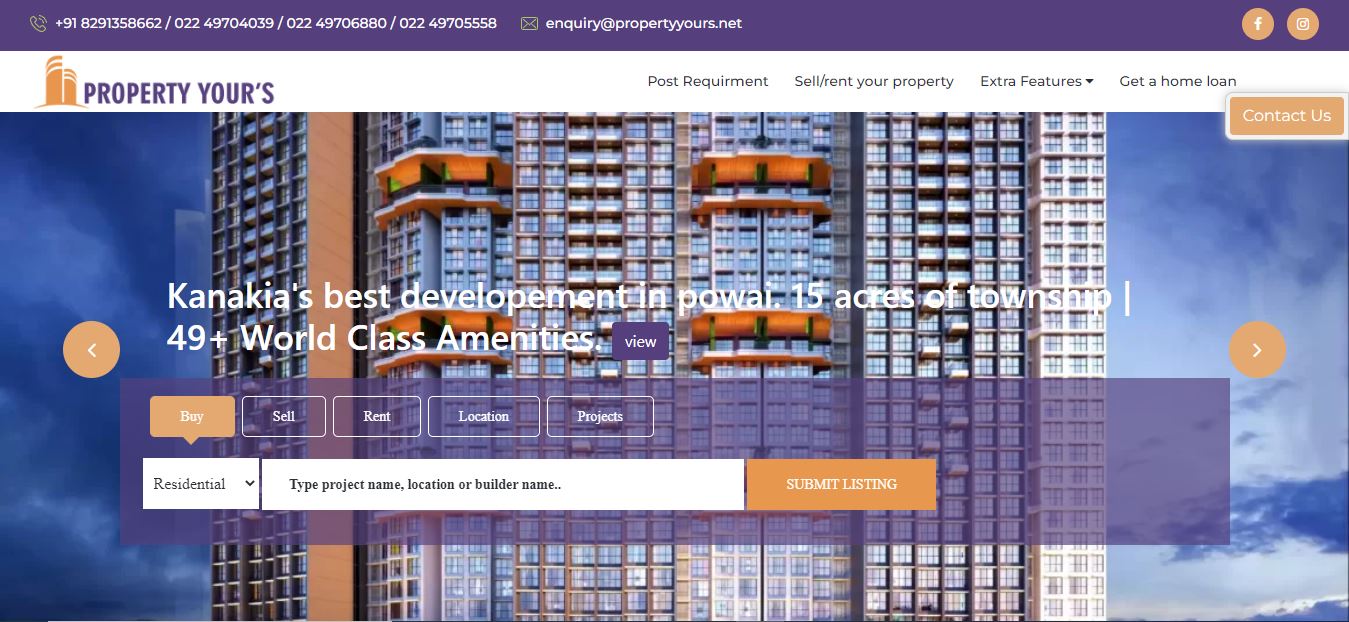 +91 8291358662 / 022 49704039 / 022 49706880 / 022 49705558 enquiry@propertyyours.net
PROPERTY YOUR'S
Post Requirment Sell/rent your property Extra Features Get a home loan
Contact Us
Kanakia's best developement in powai. 15 acres of township |
49+ World Class Amenities. view
Buy Sell Rent Location Projects
Residential Type project name, location or builder name.. SUBMIT LISTING